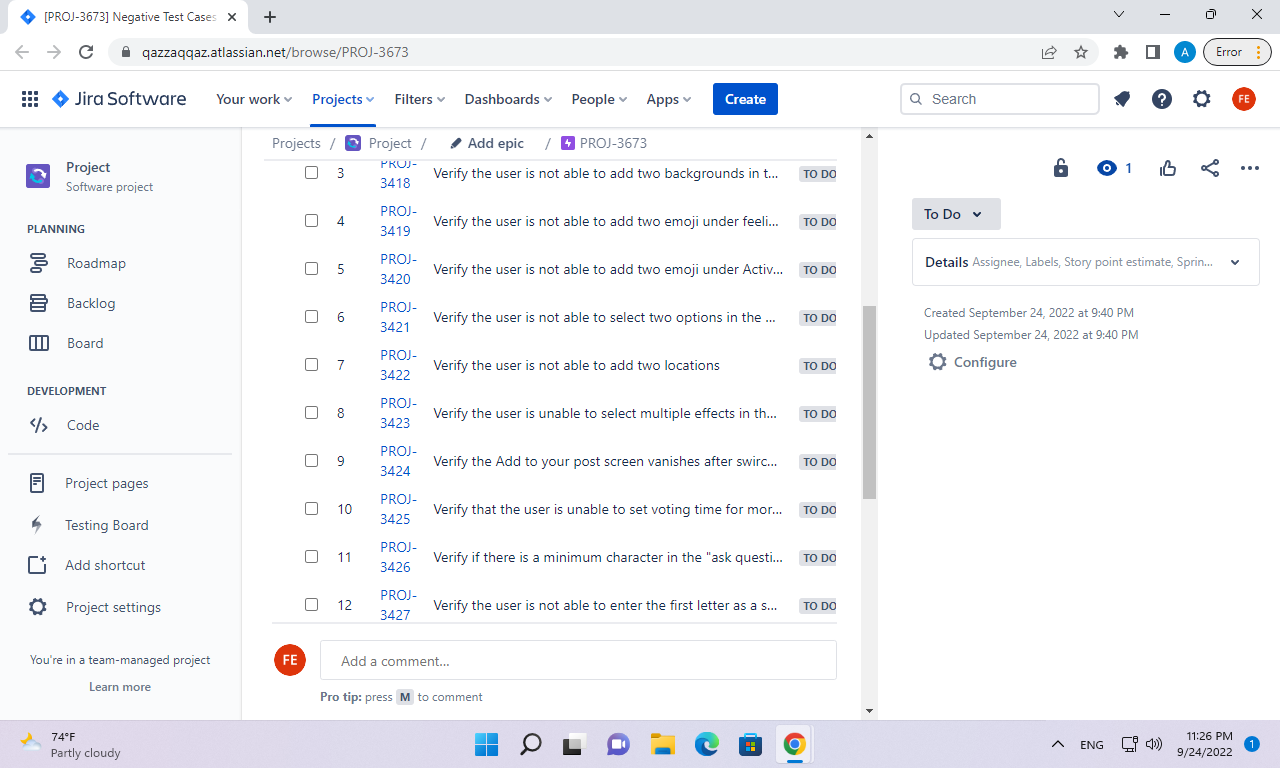 [PROJ-3673] Negative Test Cases
qazzaqqaz.atlassian.net/browse/PROJ-3673
A
Error
Jira Software
Your work
Projects
Filters
Dashboards
People
Apps
Create
Search
FE
Project
Software project
PLANNING
Roadmap
Backlog
Board
DEVELOPMENT
Code
Project pages
Testing Board
Add shortcut
Project settings
You're in a team-managed project
Learn more
Projects / Project / Add epic / PROJ-3673
3 PROJ-3418 Verify the user is not able to add two backgrounds in t... TO DO
4 PROJ-3419 Verify the user is not able to add two emoji under feeli... TO DO
5 PROJ-3420 Verify the user is not able to add two emoji under Activ... TO DO
6 PROJ-3421 Verify the user is not able to select two options in the ... TO DO
7 PROJ-3422 Verify the user is not able to add two locations TO DO
8 PROJ-3423 Verify the user is unable to select multiple effects in th... TO DO
9 PROJ-3424 Verify the Add to your post screen vanishes after swirc... TO DO
10 PROJ-3425 Verify that the user is unable to set voting time for mor... TO DO
11 PROJ-3426 Verify if there is a minimum character in the "ask questi... TO DO
12 PROJ-3427 Verify the user is not able to enter the first letter as a s... TO DO
FE
Add a comment...
Pro tip: press M to comment
1
To Do
Details Assignee, Labels, Story point estimate, Sprin...
Created September 24, 2022 at 9:40 PM
Updated September 24, 2022 at 9:40 PM
Configure
74°F
Partly cloudy
ENG
11:26 PM
9/24/2022
1